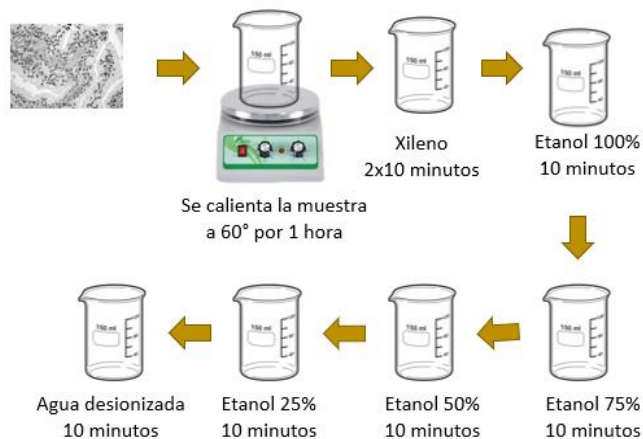 150 ml
Se calienta la muestra
a 60° por 1 hora
150 ml
Xileno
2x10 minutos
150 ml
Etanol 100%
10 minutos
150 ml
Agua desionizada
10 minutos
150 ml
Etanol 25%
10 minutos
150 ml
Etanol 50%
10 minutos
150 ml
Etanol 75%
10 minutos